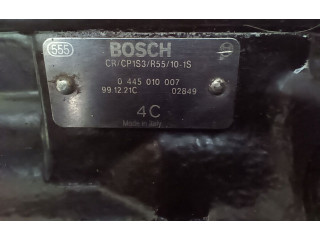 555 BOSCH
CR/CP1S3/R55/10-1S
0 445 010 007
99.12.21C 02849
4C
Made in Italy